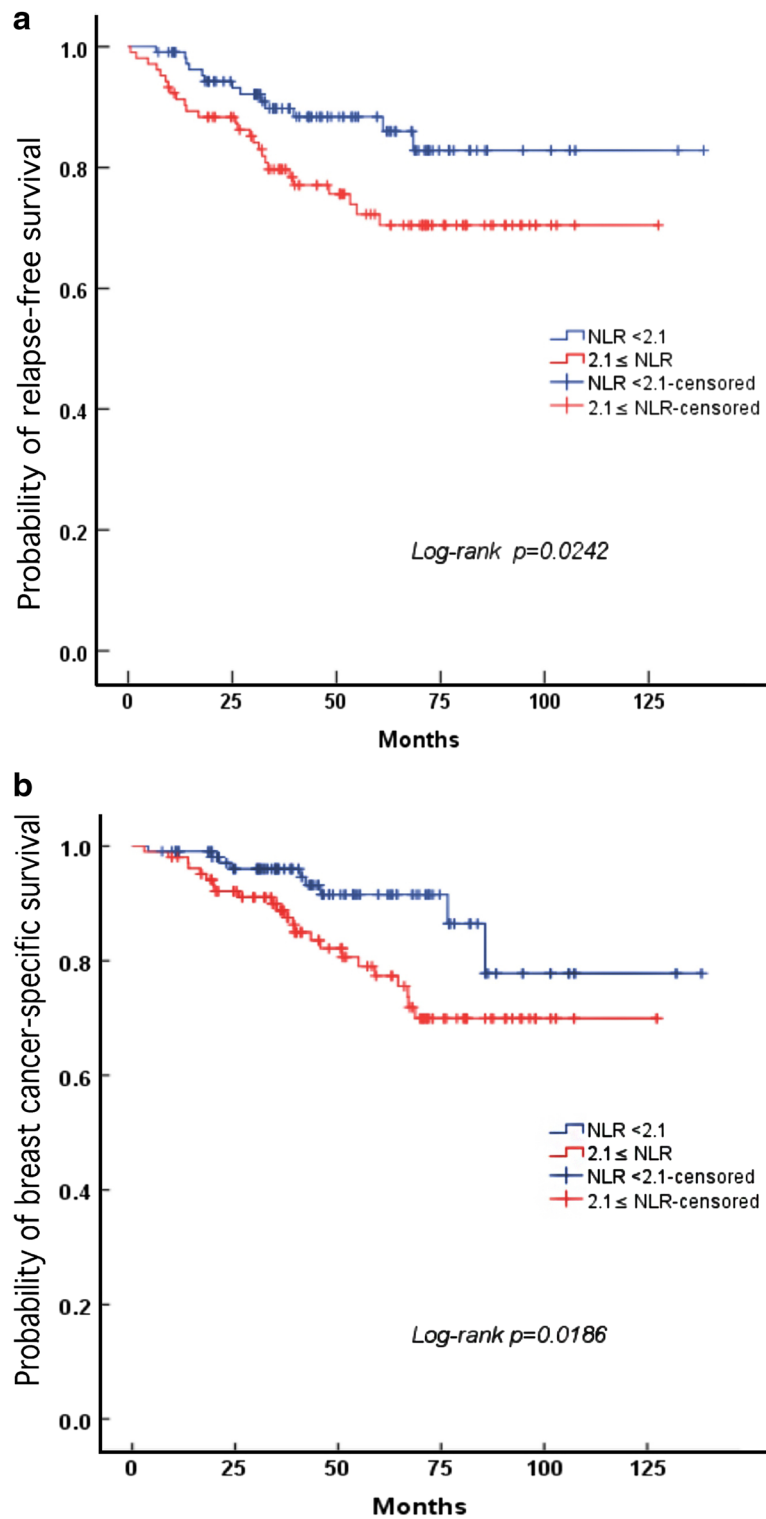 a
Probability of relapse-free survival
1.0
0.8
0.6
0.4
0.2
0.0
NLR <2.1
2.1≤ NLR
NLR <2.1-censored
2.1≤ NLR-censored
Log-rank p=0.0242
0 25 50 75 100 125
Months
b
Probability of breast cancer-specific survival
1.0
0.8
0.6
0.4
0.2
0.0
NLR <2.1
2.1≤ NLR
NLR <2.1-censored
2.1≤ NLR-censored
Log-rank p=0.0186
0 25 50 75 100 125
Months